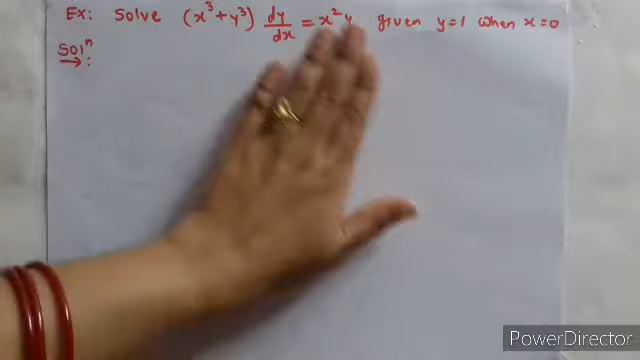 Ex: Solve (x³+y³) dy/dx = x²y given y=1 when x=0
Solⁿ:
PowerDirector